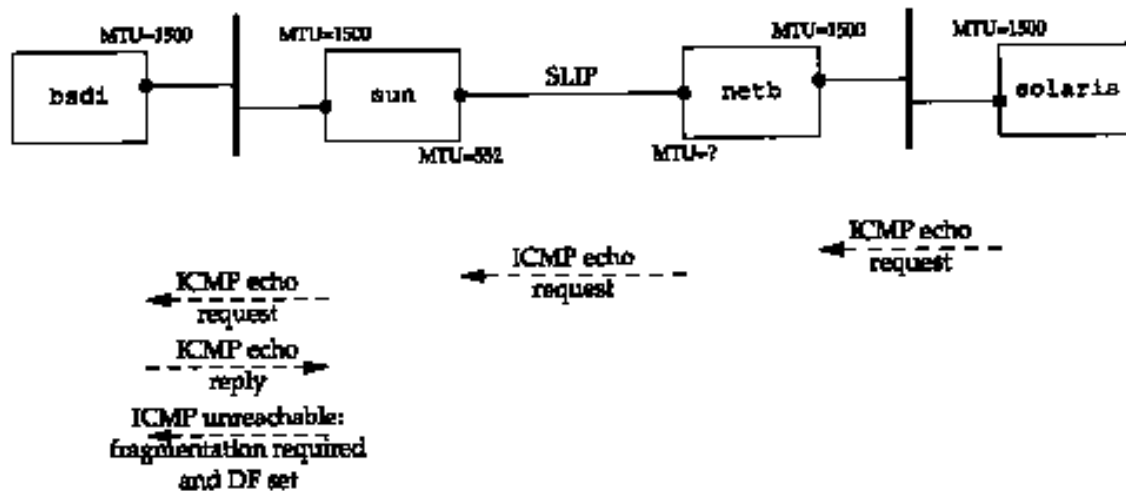 MTU=1500
MTU=1500
MTU=1500
MTU=1500
bsdi
sun
SLIP
netb
solaris
MTU=552
MTU=?
ICMP echo
request
ICMP echo
request
ICMP echo
request
ICMP echo
reply
ICMP unreachable:
fragmentation required
and DF set